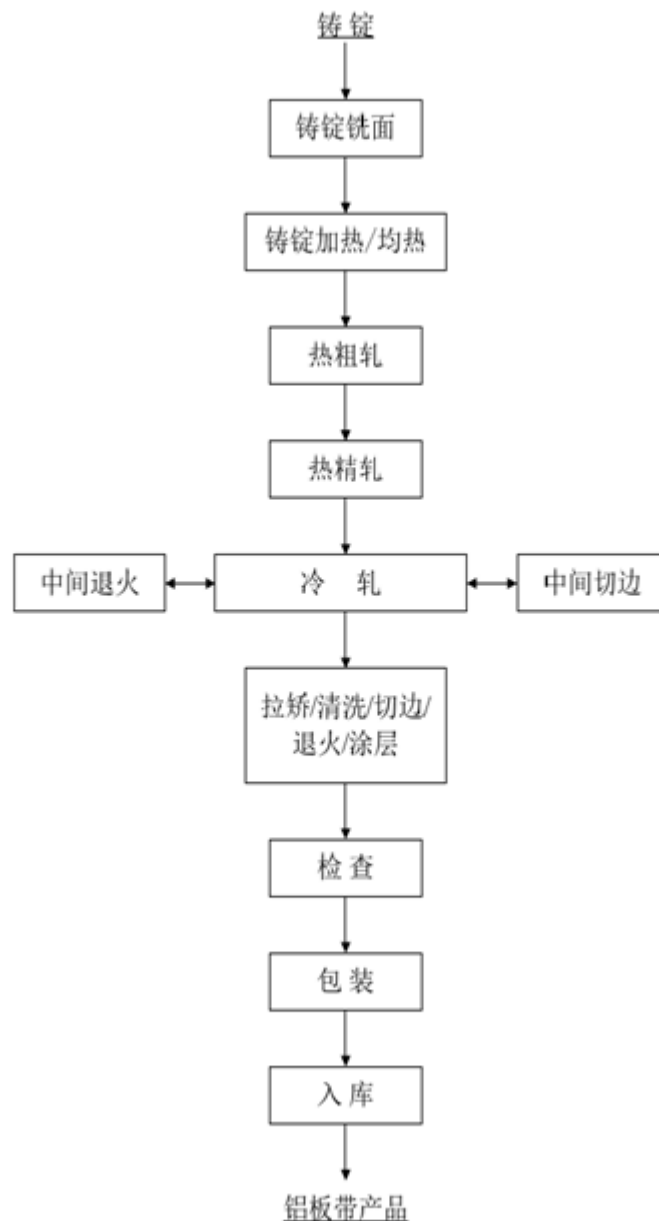 铸锭
铸锭铣面
铸锭加热/均热
热粗轧
热精轧
中间退火
冷 轧
中间切边
拉矫/清洗/切边/
退火/涂层
检 查
包 装
入 库
铝板带产品